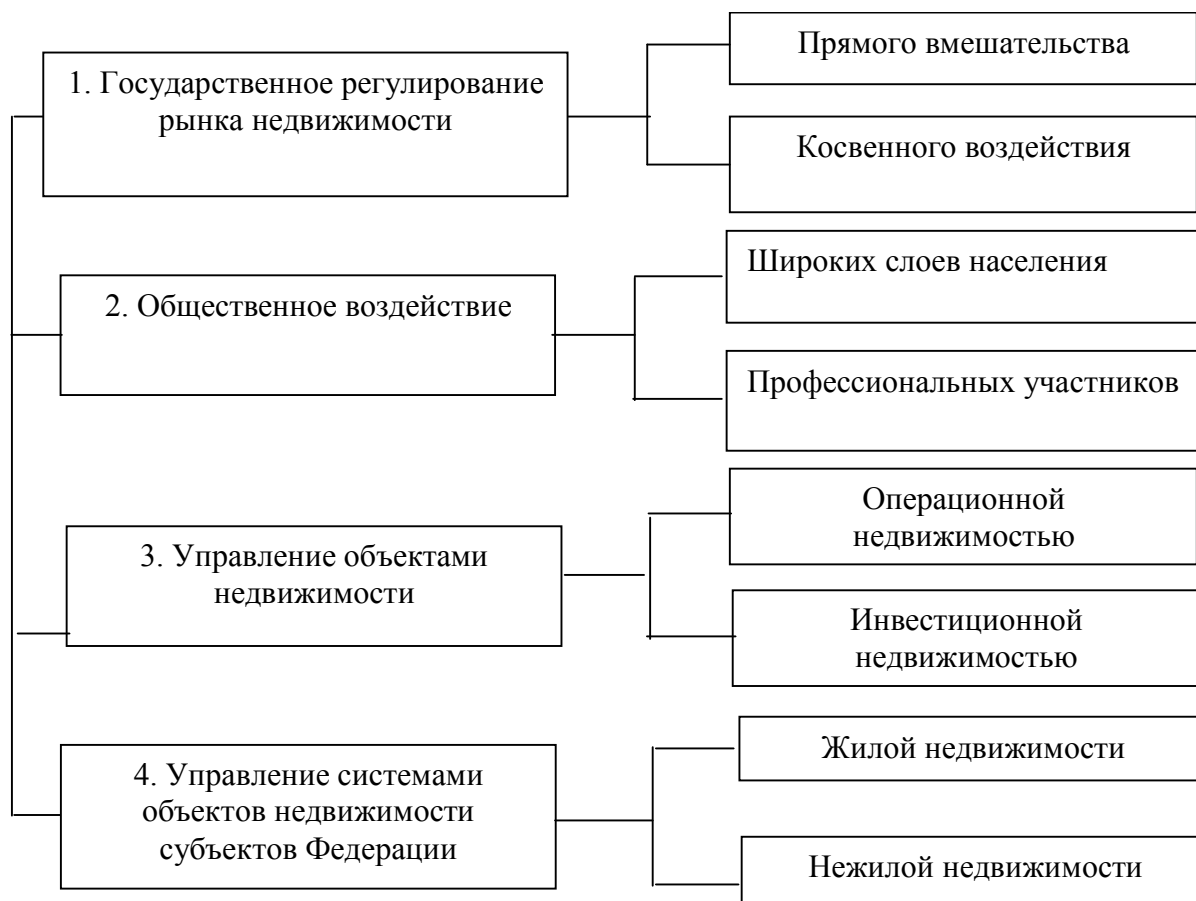 1. Государственное регулирование
рынка недвижимости
Прямого вмешательства
Косвенного воздействия
2. Общественное воздействие
Широких слоев населения
Профессиональных участников
3. Управление объектами
недвижимости
Операционной
недвижимостью
Инвестиционной
недвижимостью
4. Управление системами
объектов недвижимости
субъектов Федерации
Жилой недвижимости
Нежилой недвижимости